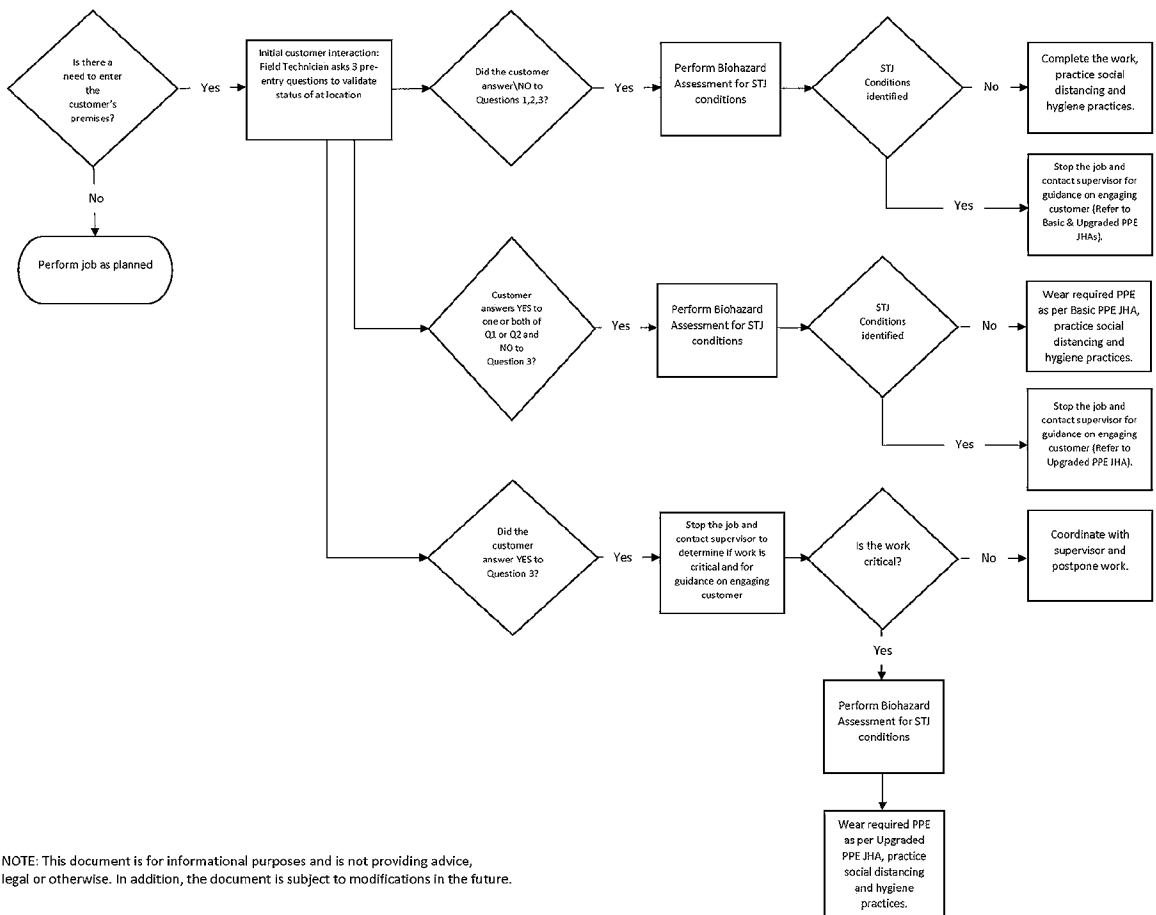 Is there a
need to enter
the
customer's
premises?
Yes
No
Perform job as planned
Initial customer interaction:
Field Technician asks 3 pre-
entry questions to validate
status of at location
Did the customer
answer\NO to
Questions 1,2,3?
Yes
Perform Biohazard
Assessment for STJ
conditions
STJ
Conditions
identified
No
Complete the work,
practice social
distancing and
hygiene practices.
Yes
Stop the job and
contact supervisor for
guidance on engaging
customer (Refer to
Basic & Upgraded PPE
JHAs).
Customer
answers YES to
one or both of
Q1 or Q2 and
NO to
Question 3?
Yes
Perform Biohazard
Assessment for STJ
conditions
STJ
Conditions
identified
No
Wear required PPE
as per Basic PPE JHA,
practice social
distancing and
hygiene practices.
Yes
Stop the job and
contact supervisor for
guidance on engaging
customer (Refer to
Upgraded PPE JHA).
Did the
customer
answer YES to
Question 3?
Yes
Stop the job and
contact supervisor to
determine if work is
critical and for
guidance on engaging
customer
Is the work
critical?
No
Coordinate with
supervisor and
postpone work.
Yes
Perform Biohazard
Assessment for STJ
conditions
Wear required PPE
as per Upgraded
PPE JHA, practice
social distancing
and hygiene
practices.
NOTE: This document is for informational purposes and is not providing advice,
legal or otherwise. In addition, the document is subject to modifications in the future.